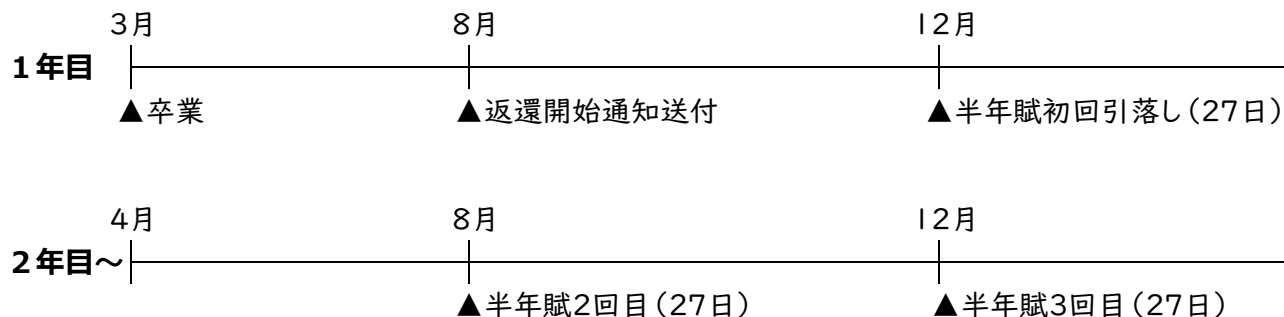 3月 8月 12月
1年目
▲卒業 ▲返還開始通知送付 ▲半年賦初回引落し(27日)
4月 8月 12月
2年目～
▲半年賦2回目(27日) ▲半年賦3回目(27日)